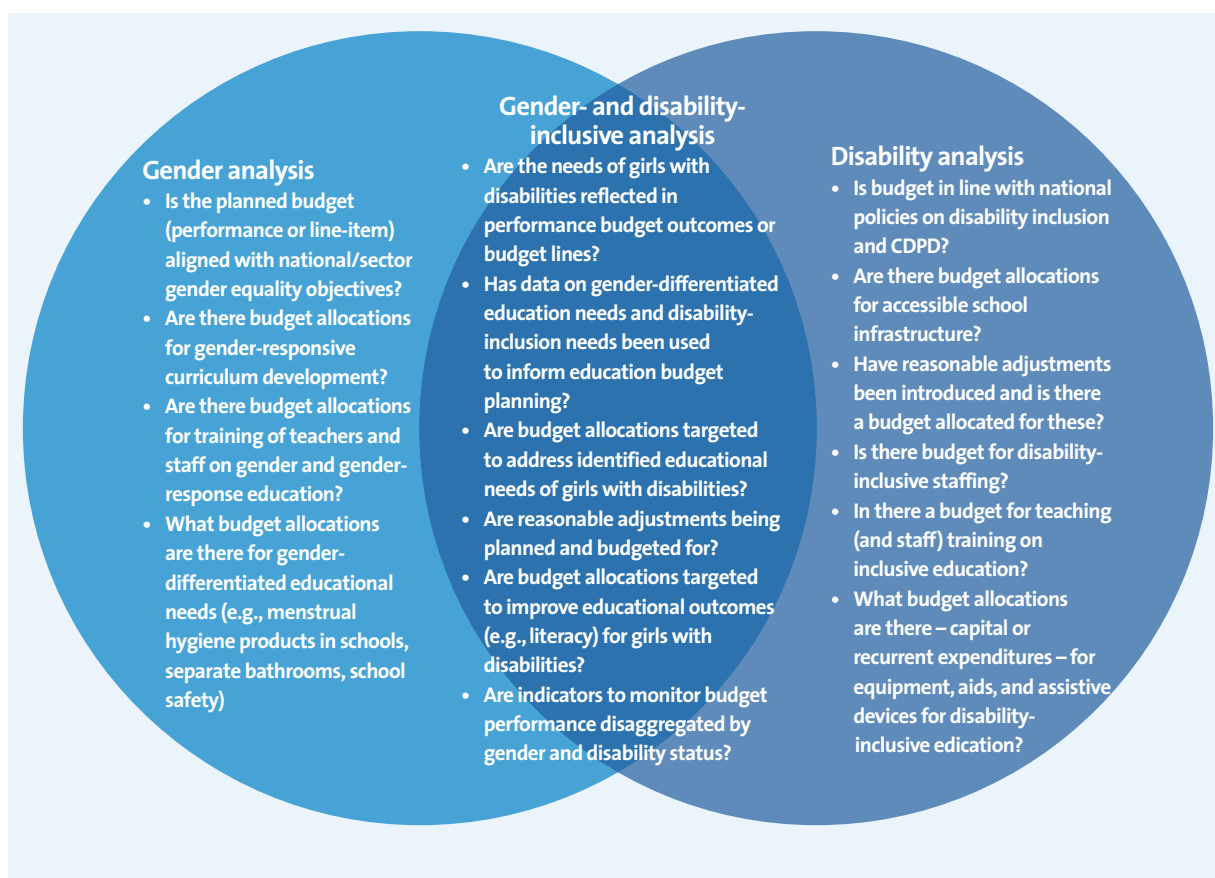 Gender analysis
• Is the planned budget
(performance or line-item)
aligned with national/sector
gender equality objectives?
• Are there budget allocations
for gender-responsive
curriculum development?
• Are there budget allocations
for training of teachers and
staff on gender and gender-
response education?
• What budget allocations
are there for gender-
differentiated educational
needs (e.g., menstrual
hygiene products in schools,
separate bathrooms, school
safety)
Gender- and disability-
inclusive analysis
• Are the needs of girls with
disabilities reflected in
performance budget outcomes or
budget lines?
• Has data on gender-differentiated
education needs and disability-
inclusion needs been used
to inform education budget
planning?
• Are budget allocations targeted
to address identified educational
needs of girls with disabilities?
• Are reasonable adjustments being
planned and budgeted for?
• Are budget allocations targeted
to improve educational outcomes
(e.g., literacy) for girls with
disabilities?
• Are indicators to monitor budget
performance disaggregated by
gender and disability status?
Disability analysis
• Is budget in line with national
policies on disability inclusion
and CDPD?
• Are there budget allocations
for accessible school
infrastructure?
• Have reasonable adjustments
been introduced and is there
a budget allocated for these?
• Is there budget for disability-
inclusive staffing?
• In there a budget for teaching
(and staff) training on
inclusive education?
• What budget allocations
are there – capital or
recurrent expenditures – for
equipment, aids, and assistive
devices for disability-
inclusive edication?